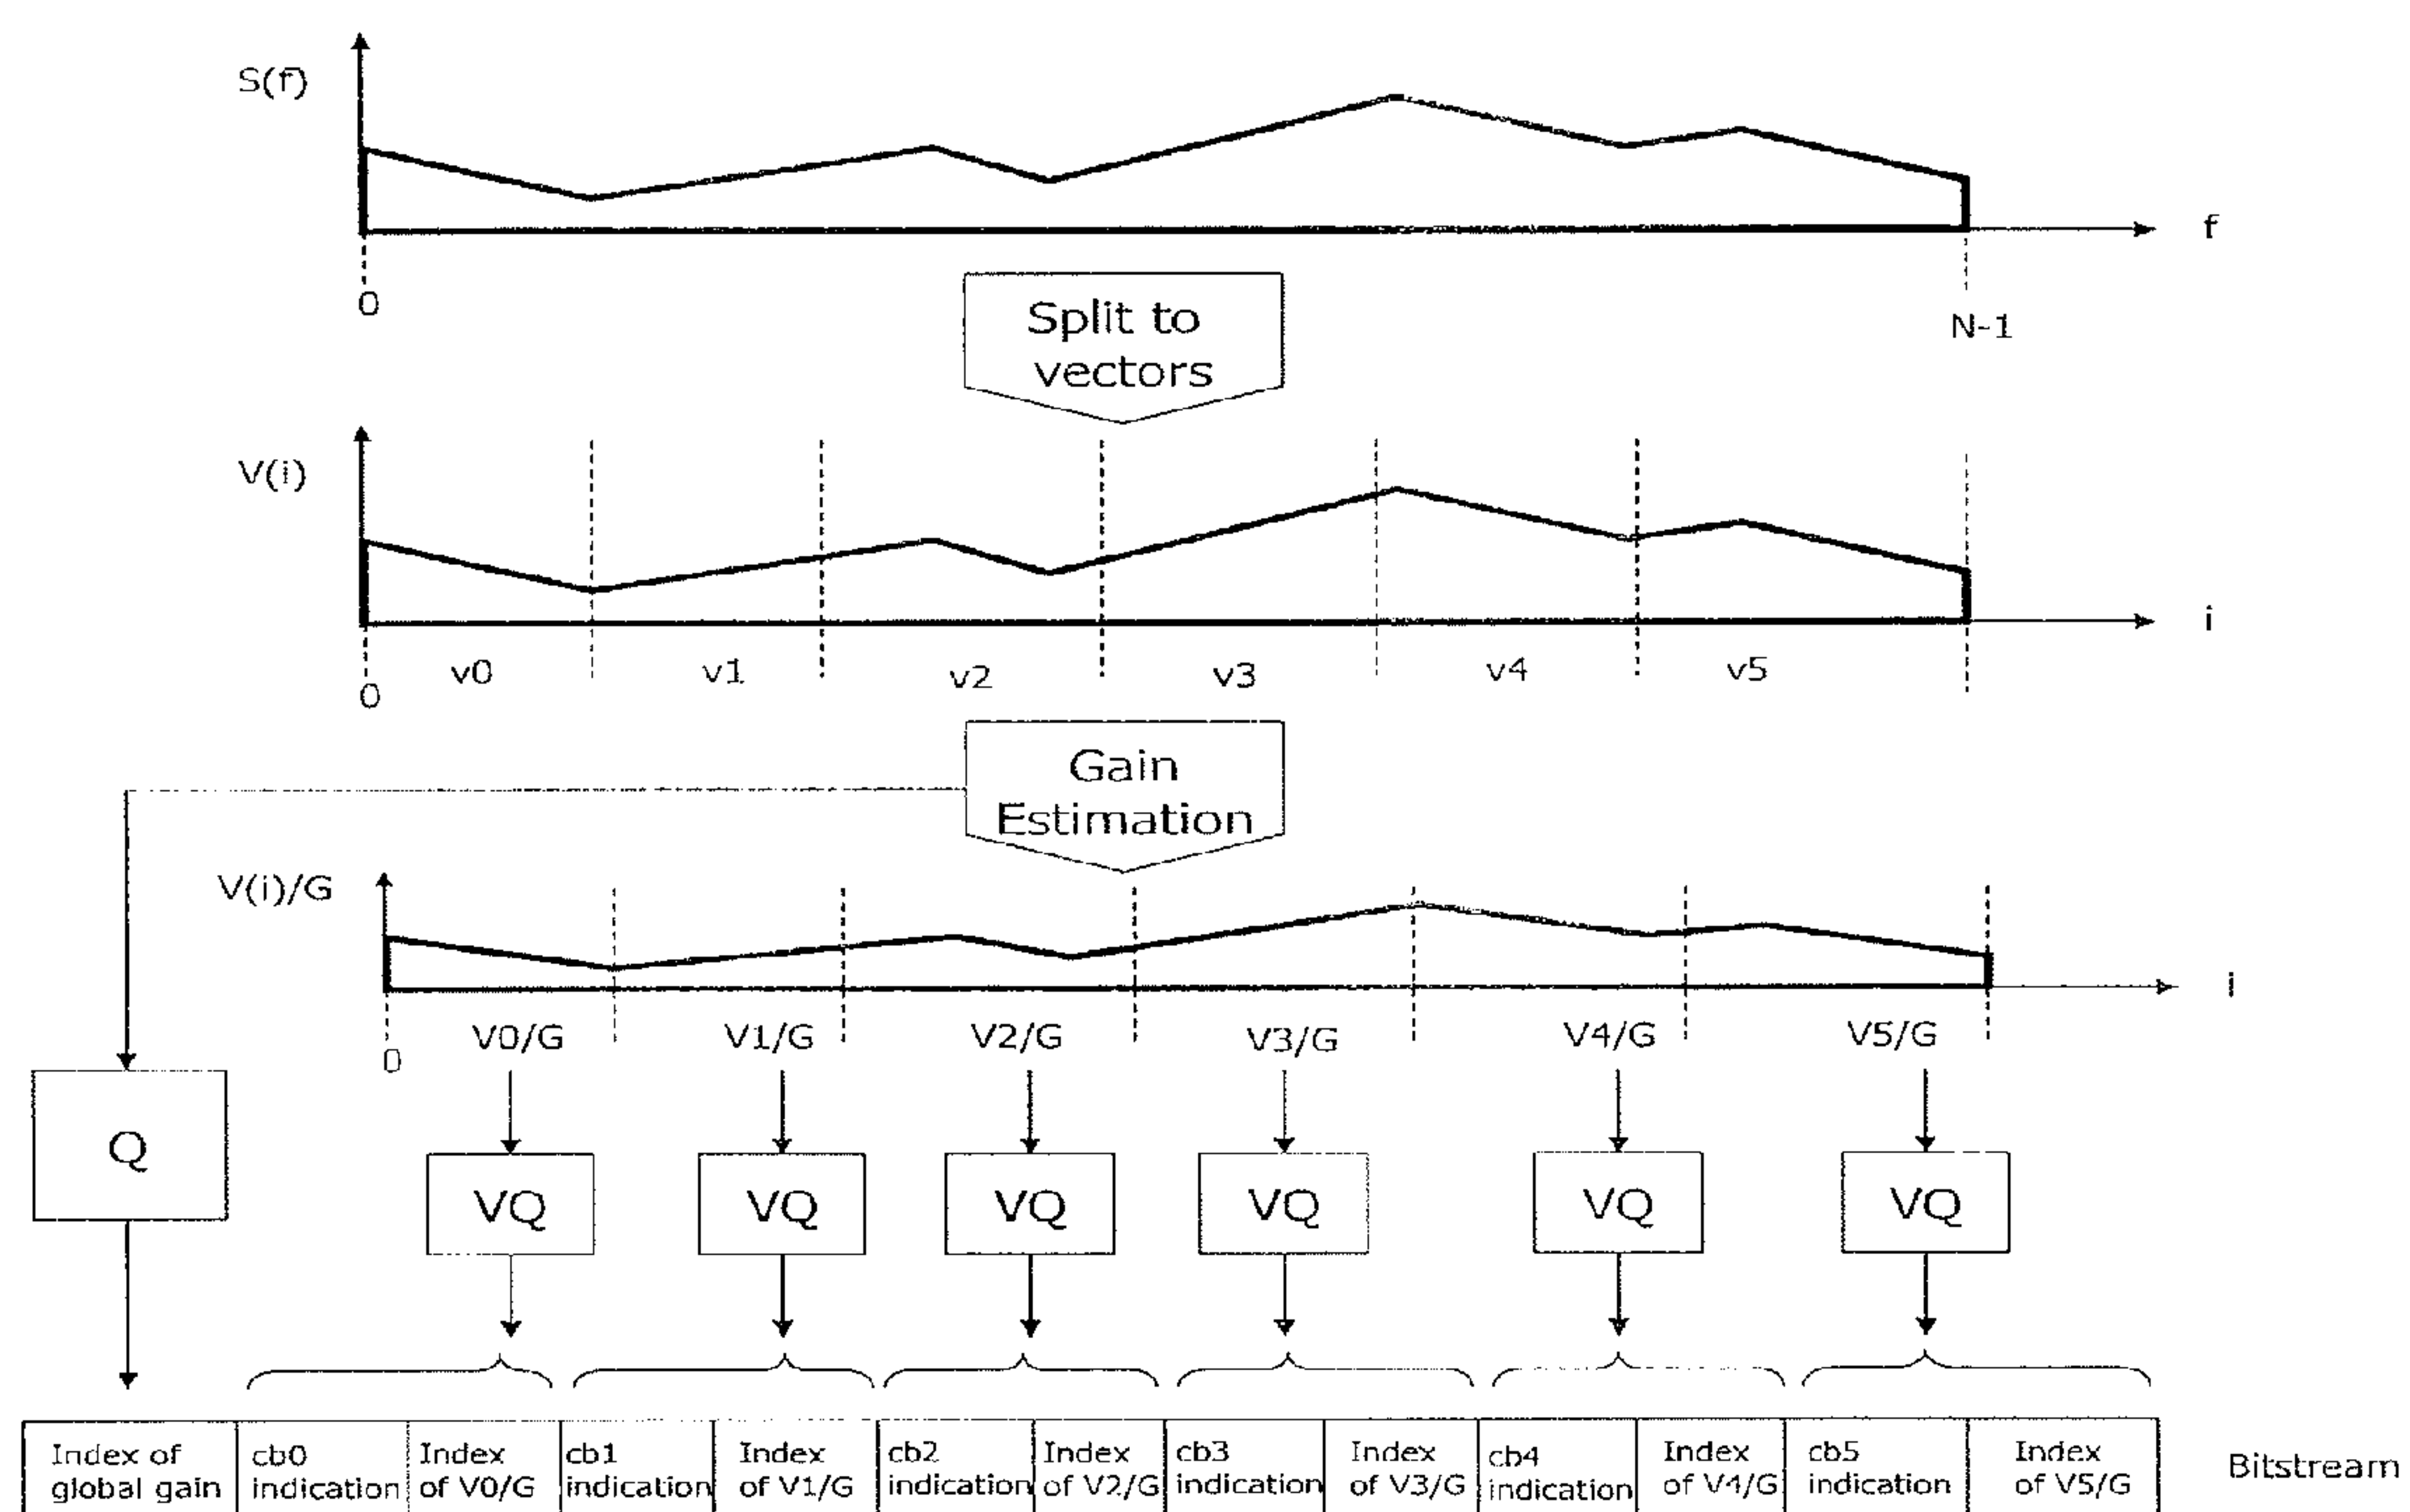 S(f)
f
0
N-1
Split to
vectors
V(i)
i
0
v0
v1
v2
v3
v4
v5
Gain
Estimation
V(i)/G
i
0
V0/G
V1/G
V2/G
V3/G
V4/G
V5/G
Q
VQ
VQ
VQ
VQ
VQ
VQ
Index of
global gain
cb0
indication
Index
of V0/G
cb1
indication
Index
of V1/G
cb2
indication
Index
of V2/G
cb3
indication
Index
of V3/G
cb4
indication
Index
of V4/G
cb5
indication
Index
of V5/G
Bitstream